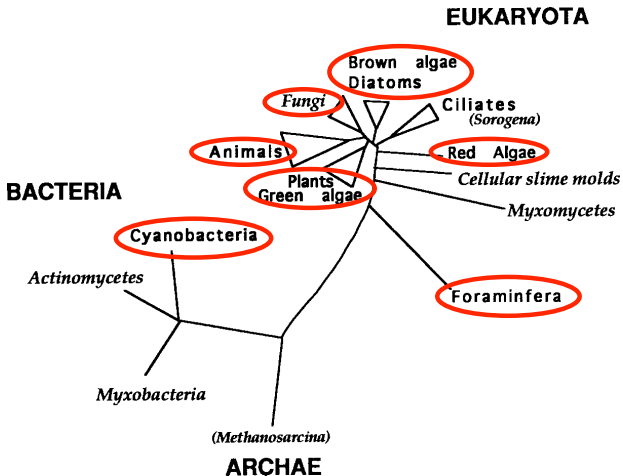 EUKARYOTA
Brown algae
Diatoms
Fungi
Ciliates
(Sorogena)
Animals
Red Algae
Plants
Green algae
Cellular slime molds
BACTERIA
Myxomycetes
Cyanobacteria
Actinomycetes
Foraminfera
Myxobacteria
(Methanosarcina)
ARCHAE